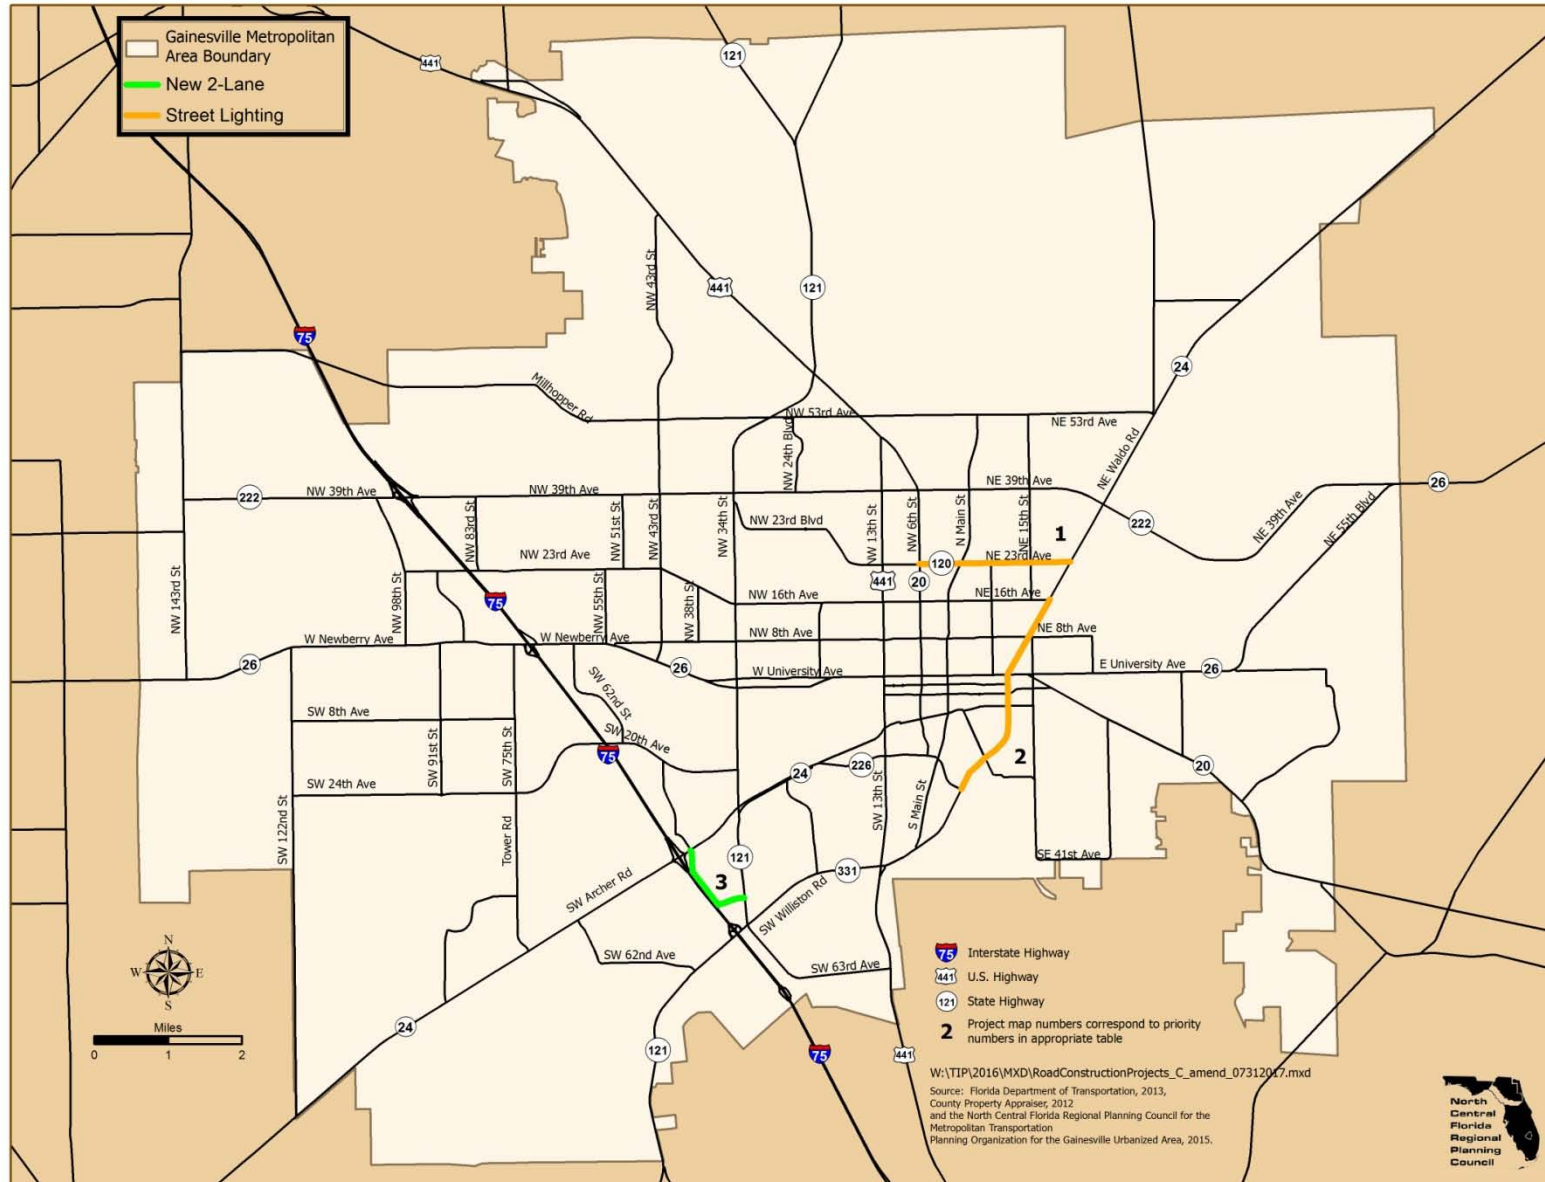 Gainesville Metropolitan
Area Boundary
New 2-Lane
Street Lighting
441
121
NW 43rd St
441
121
75
24
Millhopper Rd
NW 53rd Ave
NE 53rd Ave
NW 24th Blvd
NE Waldo Rd
222
NW 39th Ave
NW 39th Ave
NE 39th Ave
26
222
NE 39th Ave
NE 55th Blvd
NW 83rd St
NW 51st St
NW 43rd St
NW 34th St
NW 23rd Blvd
NW 13th St
NW 6th St
N Main St
NE 15th St
1
NW 23rd Ave
120
NE 23rd Ave
NW 143rd St
NW 98th St
75
NW 55th St
NW 38th St
441
20
NW 16th Ave
NE 16th Ave
W Newberry Ave
W Newberry Ave
NW 8th Ave
NE 8th Ave
26
26
W University Ave
E University Ave
26
SW 62nd St
SW 8th Ave
SW 20th Ave
SW 91st St
SW 75th St
75
2
20
24
226
SW 24th Ave
SW 122nd St
SW 13th St
S Main St
Tower Rd
121
SE 41st Ave
331
3
SW Archer Rd
SW Williston Rd
SW 62nd Ave
SW 63rd Ave
N
W
E
S
Miles
0
1
2
24
121
75
441
75
Interstate Highway
441
U.S. Highway
121
State Highway
2
Project map numbers correspond to priority
numbers in appropriate table
W:\TIP\2016\MXD\RoadConstructionProjects_C_amend_07312017.mxd
Source: Florida Department of Transportation, 2013,
County Property Appraiser, 2012
and the North Central Florida Regional Planning Council for the
Metropolitan Transportation
Planning Organization for the Gainesville Urbanized Area, 2015.
North
Central
Florida
Regional
Planning
Council